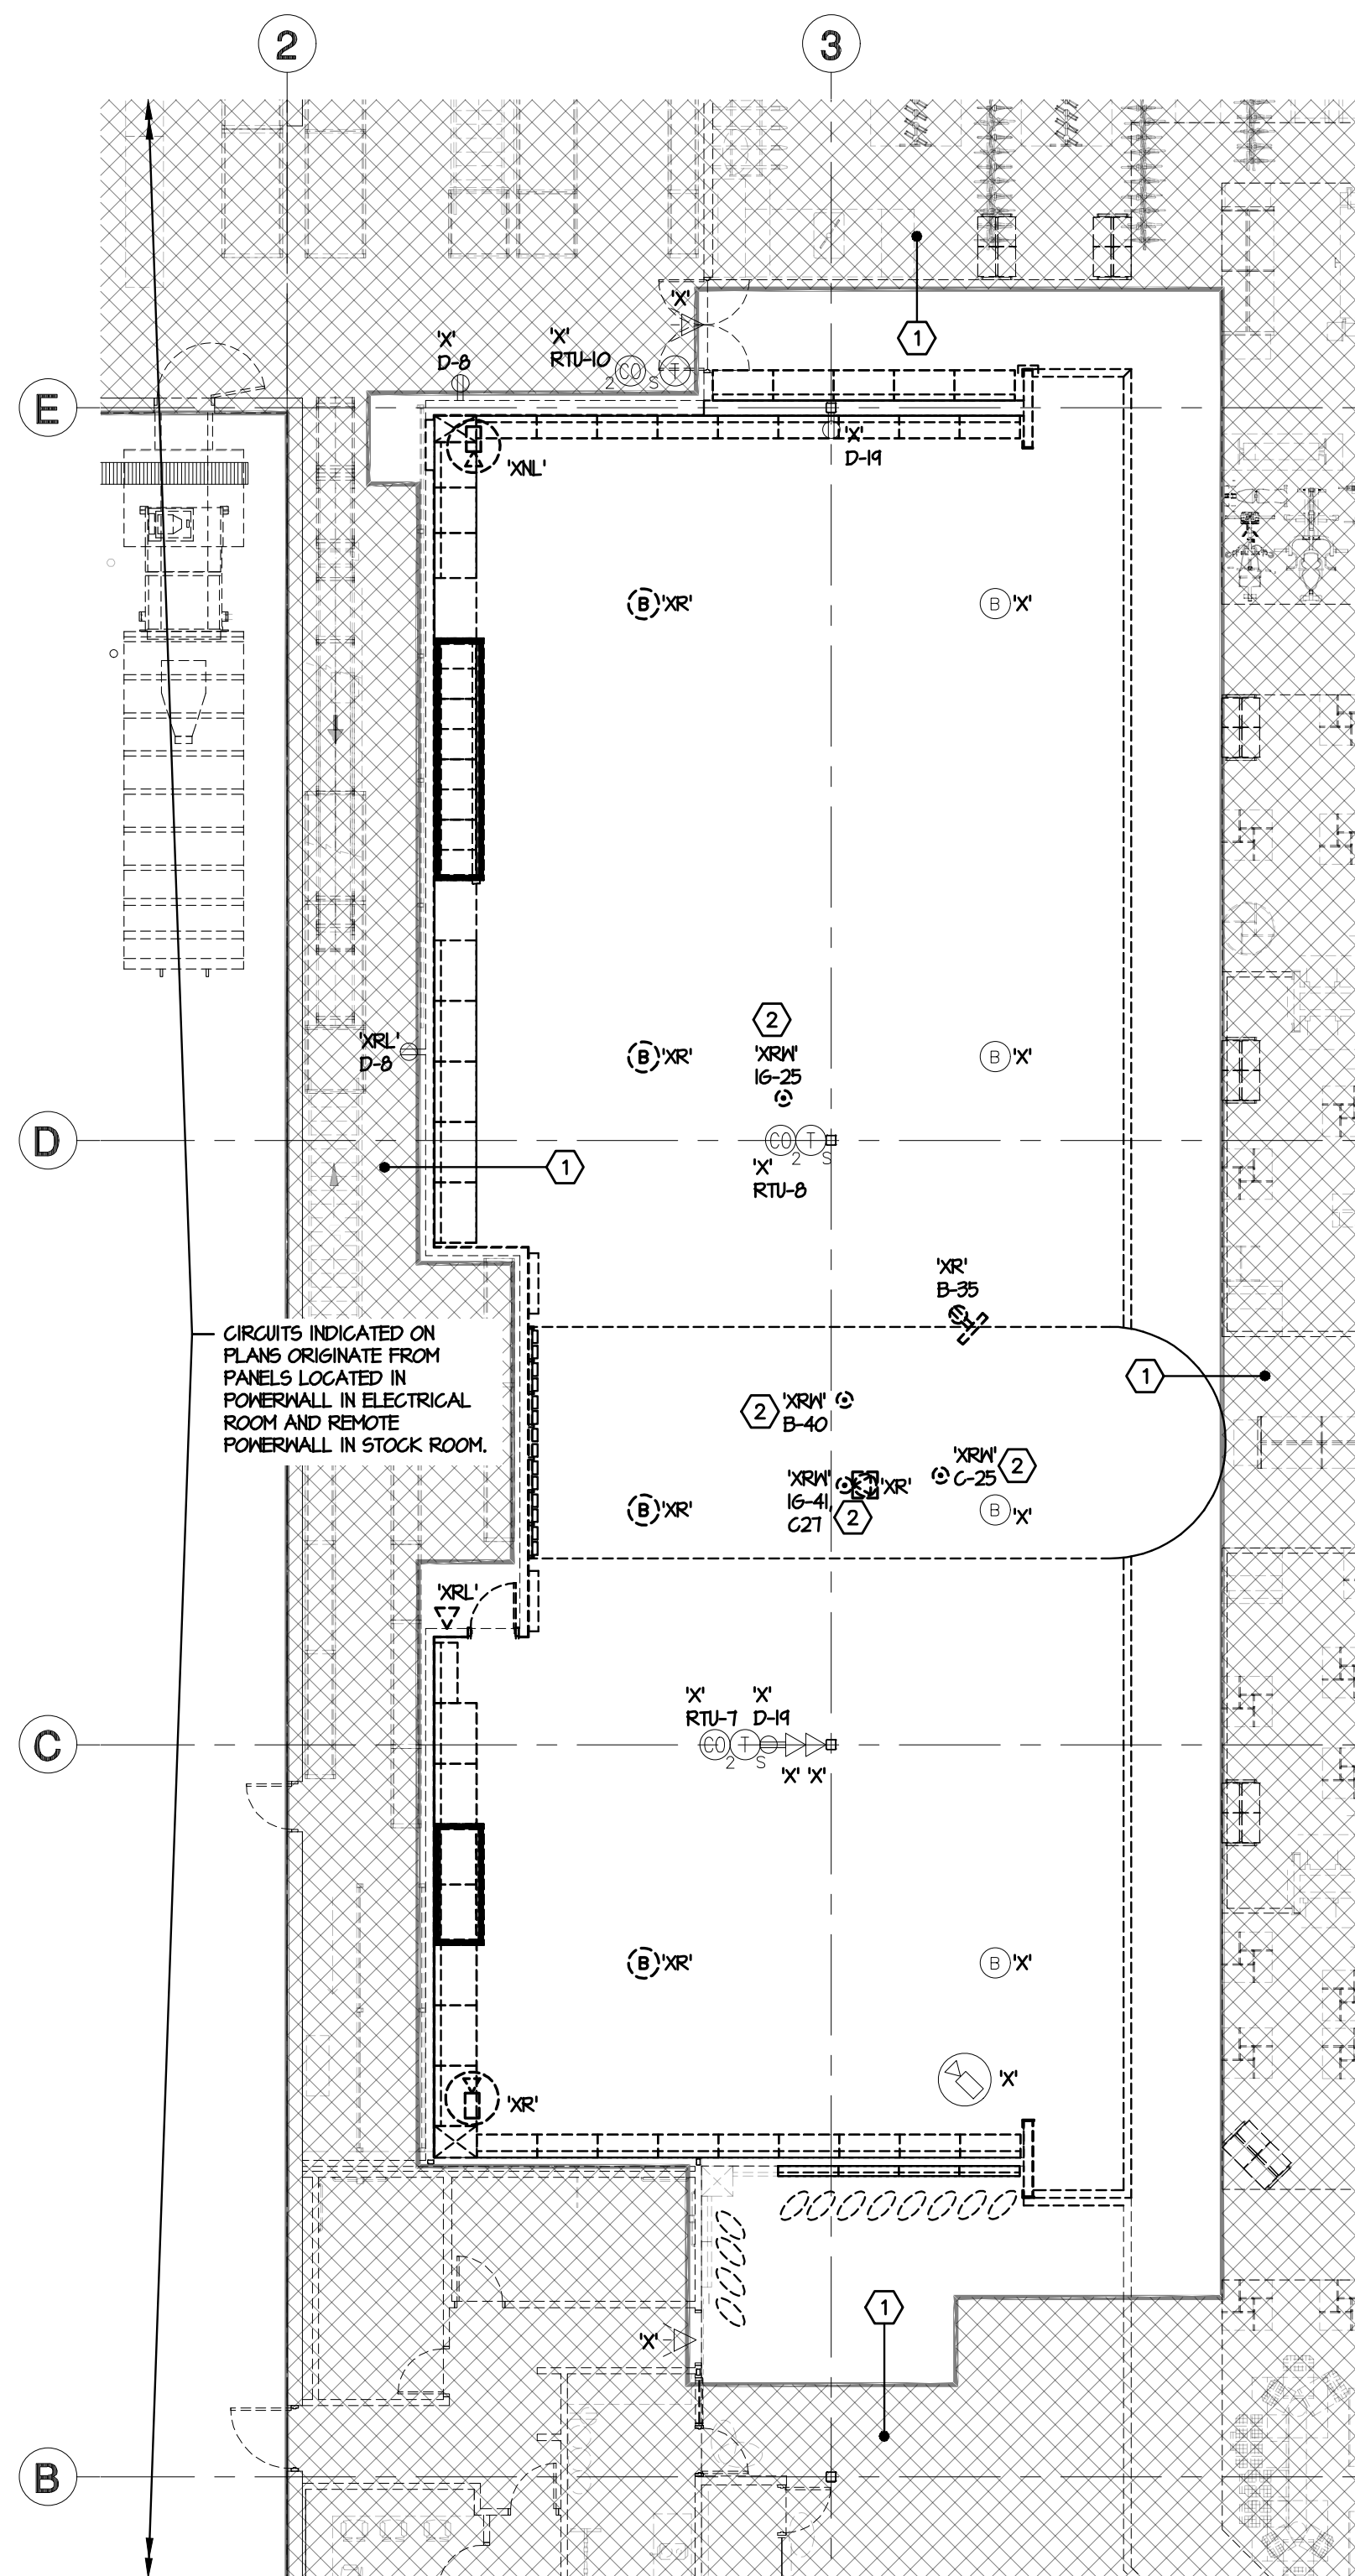 2
3
'X'
1
'X'
D-8
'X'
RTU-10
CO
2
T
S
E
'X'
D-19
'XNL'
B 'XR'
B 'X'
2
'XRL'
D-8
B 'XR'
'XRW'
IG-25
B 'X'
D
CO
2
T
S
'X'
RTU-8
1
'XR'
B-35
CIRCUITS INDICATED ON
PLANS ORIGINATE FROM
PANELS LOCATED IN
POWERWALL IN ELECTRICAL
ROOM AND REMOTE
POWERWALL IN STOCK ROOM.
1
2
'XRW'
B-40
'XRW'
C-25
2
'XRW'
IG-41,
C27
'XR'
2
B 'XR'
B 'X'
'XRL'
'X'
RTU-7
'X'
D-19
C
CO
2
T
S
'X' 'X'
B 'XR'
B 'X'
'X'
'XR'
1
'X'
B